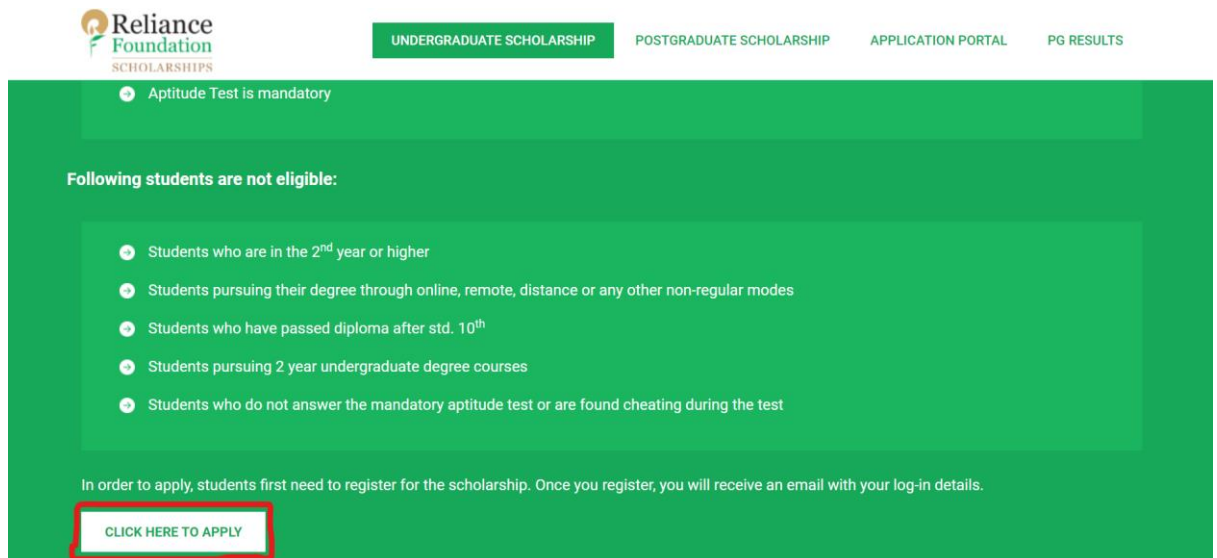 Reliance
Foundation
SCHOLARSHIPS
UNDERGRADUATE SCHOLARSHIP
POSTGRADUATE SCHOLARSHIP
APPLICATION PORTAL
PG RESULTS
Aptitude Test is mandatory
Following students are not eligible:
Students who are in the 2nd year or higher
Students pursuing their degree through online, remote, distance or any other non-regular modes
Students who have passed diploma after std. 10th
Students pursuing 2 year undergraduate degree courses
Students who do not answer the mandatory aptitude test or are found cheating during the test
In order to apply, students first need to register for the scholarship. Once you register, you will receive an email with your log-in details.
CLICK HERE TO APPLY